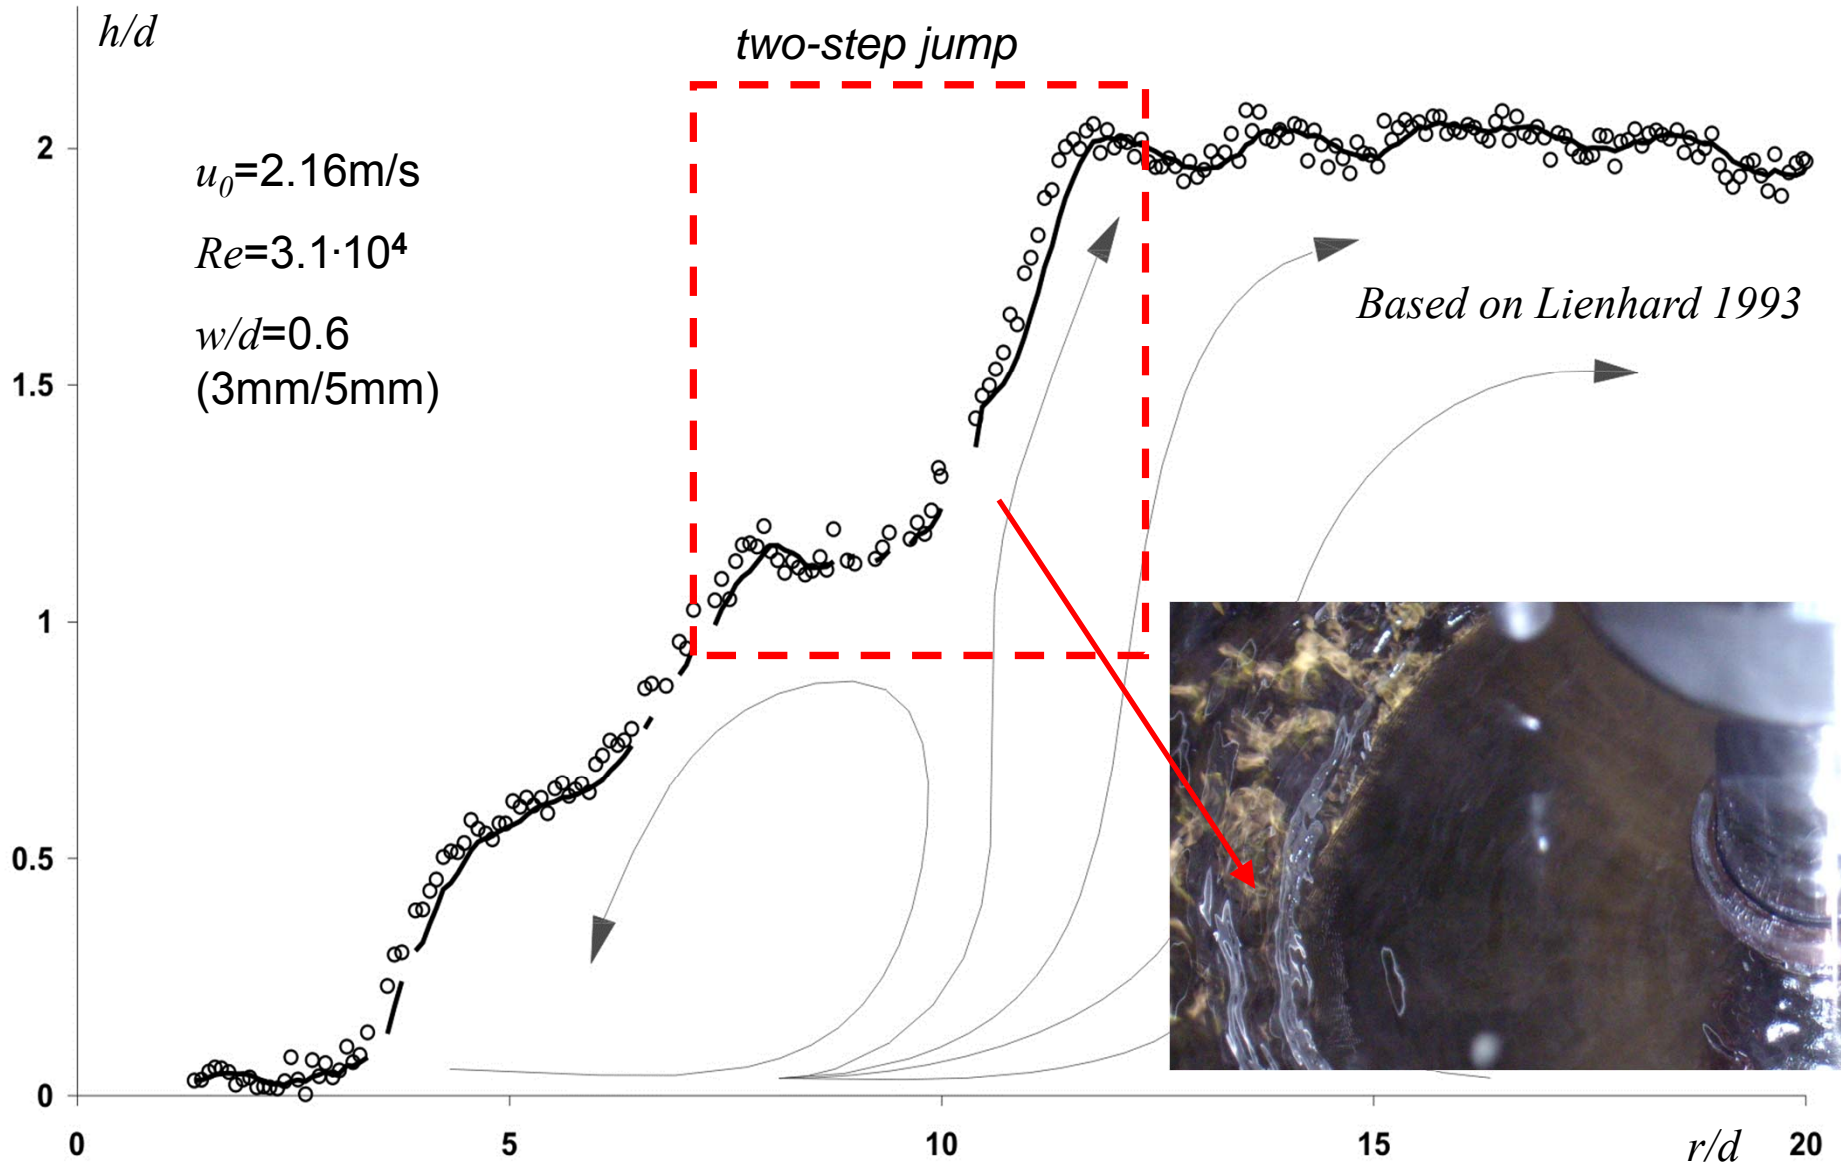 h/d
two-step jump
2
u₀=2.16m/s
Re=3.1·10⁴
w/d=0.6
(3mm/5mm)
Based on Lienhard 1993
1.5
1
0.5
0
0 5 10 15 20
r/d